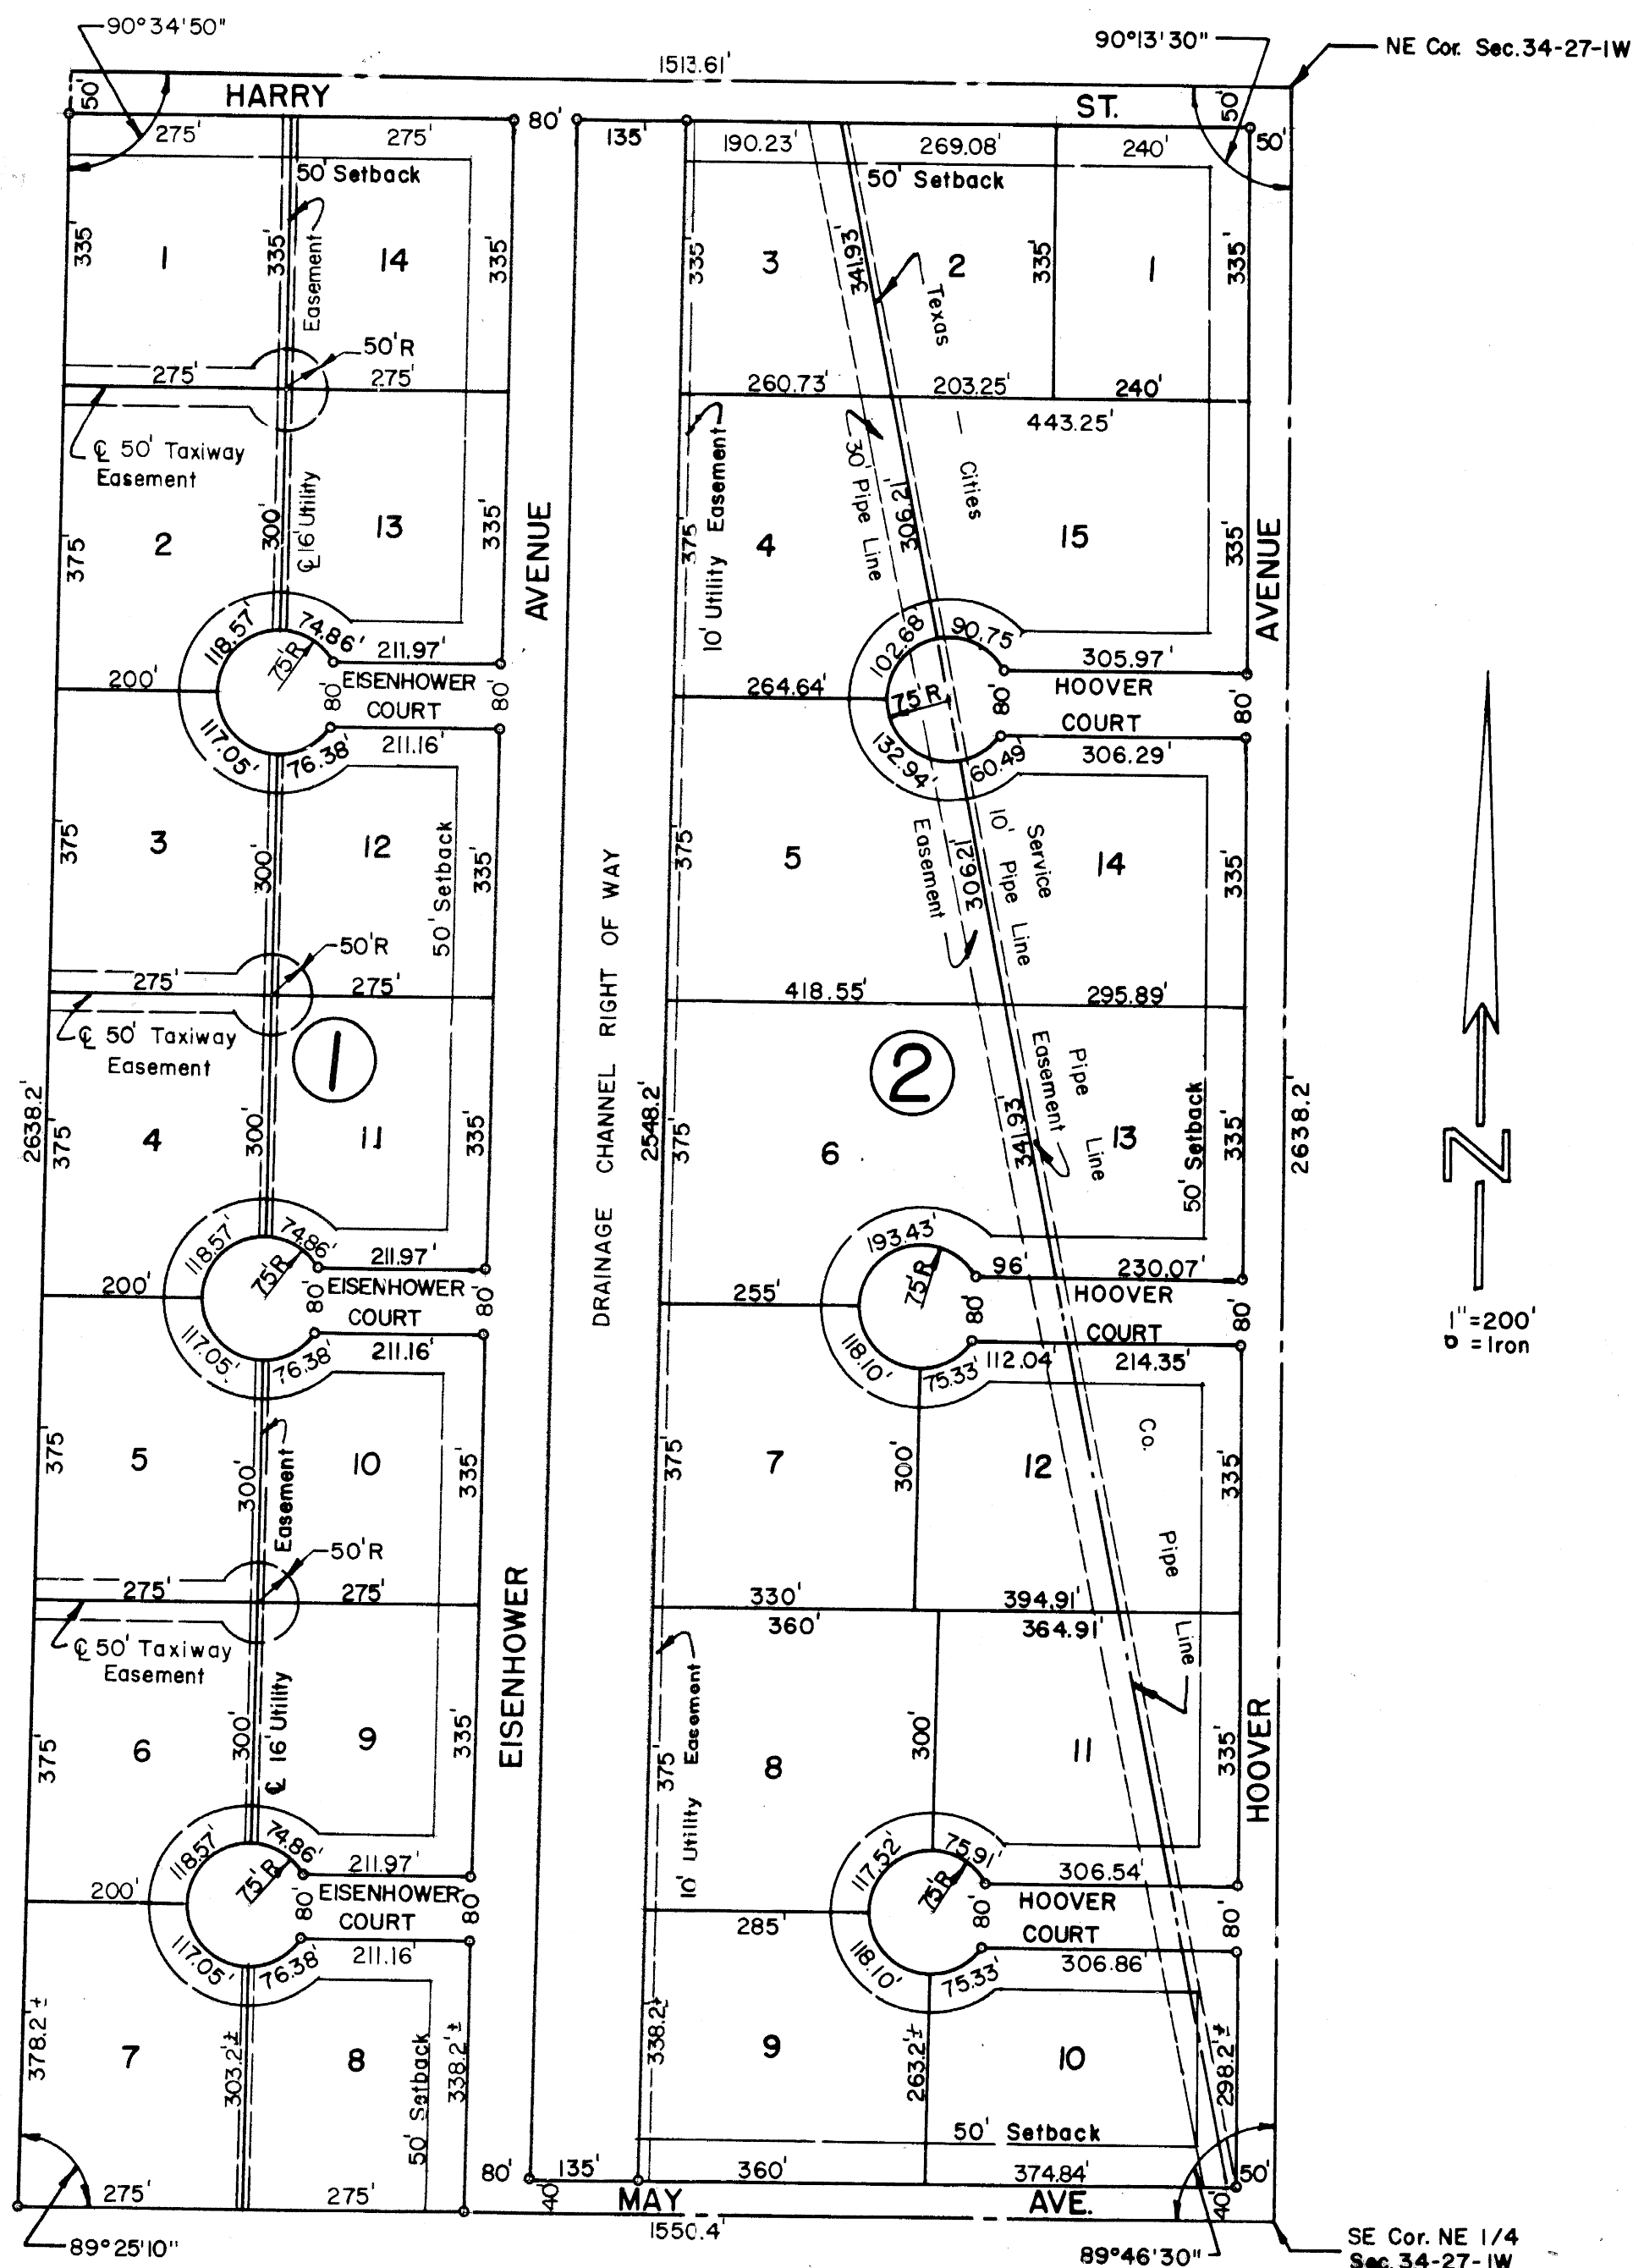 90°34'50"
90°13'30"
NE Cor. Sec.34-27-1W
1513.61'
50'
HARRY
ST.
50'
275'
275'
80'
135'
190.23'
269.08'
240'
50'
50' Setback
50' Setback
335'
1
335'
Easement
14
335'
335'
3
349.63'
2
335'
1
335'
Texas
50'R
275'
275'
260.73'
203.25'
240'
443.25'
℄ 50' Taxiway
Easement
10' Utility Easement
30' Pipe Line
Cities
375'
2
300'
℄ 16' Utility
13
335'
AVENUE
375'
4
306.21'
15
335'
AVENUE
118.57'
74.86'
75'R
211.97'
200'
80'
EISENHOWER
COURT
80'
117.05'
76.38'
211.16'
102.68
90.75
305.97'
264.64'
75'R
80'
HOOVER
COURT
80'
132.94'
60.49'
306.29'
375'
3
300'
12
50' Setback
335'
DRAINAGE CHANNEL RIGHT OF WAY
375'
5
Easement
306.21'
10' Pipe Line
Service
14
335'
50'R
275'
275'
418.55'
295.89'
℄ 50' Taxiway
Easement
1
2
2638.2'
375'
4
300'
11
335'
2548.2'
375'
6
349.63'
Easement
Pipe
Line
13
335'
50' Setback
2638.2'
N
1"=200'
o = Iron
118.57'
74.86'
75'R
211.97'
200'
80'
EISENHOWER
COURT
80'
117.05'
76.38'
211.16'
193.43'
75'R
96'
230.07'
255'
80'
HOOVER
COURT
80'
118.10'
75.33'
112.04'
214.35'
375'
5
300'
Easement
10
335'
375'
7
300'
12
Co.
335'
Pipe
50'R
275'
275'
330'
394.91'
360'
364.91'
Line
℄ 50' Taxiway
Easement
EISENHOWER
10' Utility Easement
HOOVER
375'
6
300'
℄ 16' Utility
9
335'
375'
8
300'
11
335'
118.57'
74.86'
75'R
211.97'
200'
80'
EISENHOWER
COURT
80'
117.05'
76.38'
211.16'
117.52'
75.91'
75'R
306.54'
285'
80'
HOOVER
COURT
80'
118.10'
75.33'
306.86'
378.2'±
7
303.2'±
8
50' Setback
338.2'±
338.2'±
9
263.2'±
10
298.2'±
50' Setback
275'
275'
80'
40'
135'
360'
374.84'
40'
50'
MAY
AVE.
1550.4'
89°25'10"
89°46'30"
SE Cor. NE 1/4
Sec. 34-27-1W